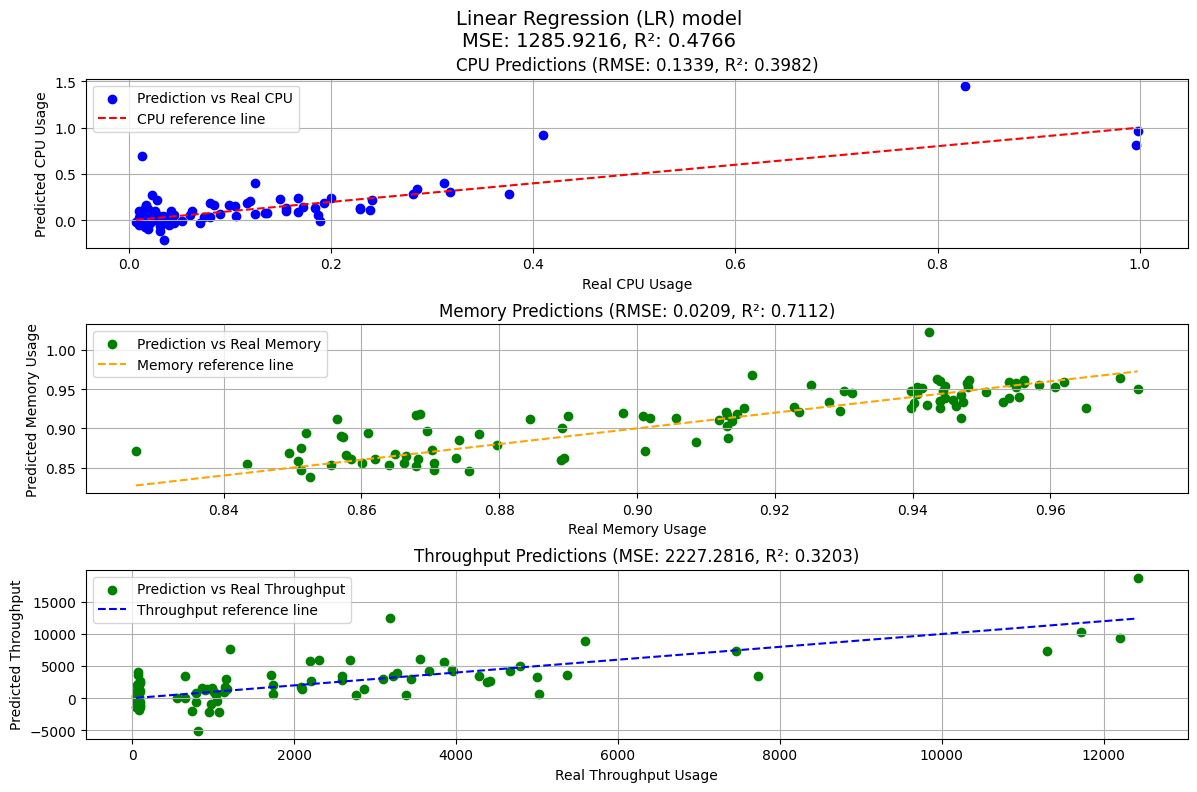 Linear Regression (LR) model
MSE: 1285.9216, R²: 0.4766
CPU Predictions (RMSE: 0.1339, R²: 0.3982)
Predicted CPU Usage
1.5
1.0
0.5
0.0
Prediction vs Real CPU
CPU reference line
0.0 0.2 0.4 0.6 0.8 1.0
Real CPU Usage
Memory Predictions (RMSE: 0.0209, R²: 0.7112)
Predicted Memory Usage
1.00
0.95
0.90
0.85
Prediction vs Real Memory
Memory reference line
0.84 0.86 0.88 0.90 0.92 0.94 0.96
Real Memory Usage
Throughput Predictions (MSE: 2227.2816, R²: 0.3203)
Predicted Throughput
15000
10000
5000
0
−5000
Prediction vs Real Throughput
Throughput reference line
0 2000 4000 6000 8000 10000 12000
Real Throughput Usage